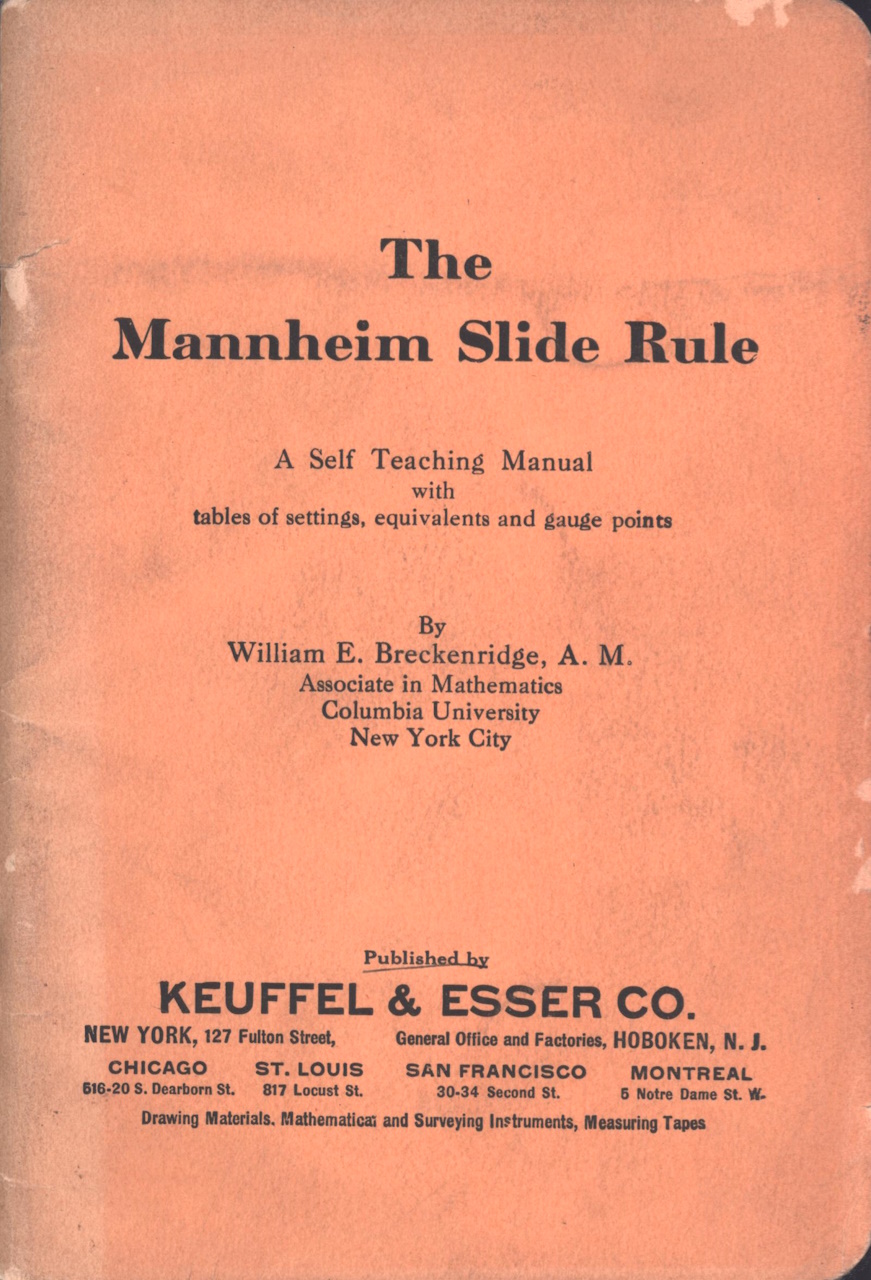 The
Mannheim Slide Rule
A Self Teaching Manual
with
tables of settings, equivalents and gauge points
By
William E. Breckenridge, A. M.
Associate in Mathematics
Columbia University
New York City
Published by
KEUFFEL & ESSER CO.
NEW YORK, 127 Fulton Street, General Office and Factories, HOBOKEN, N. J.
CHICAGO ST. LOUIS SAN FRANCISCO MONTREAL
516-20 S. Dearborn St. 817 Locust St. 30-34 Second St. 5 Notre Dame St. W.
Drawing Materials. Mathematical and Surveying Instruments, Measuring Tapes